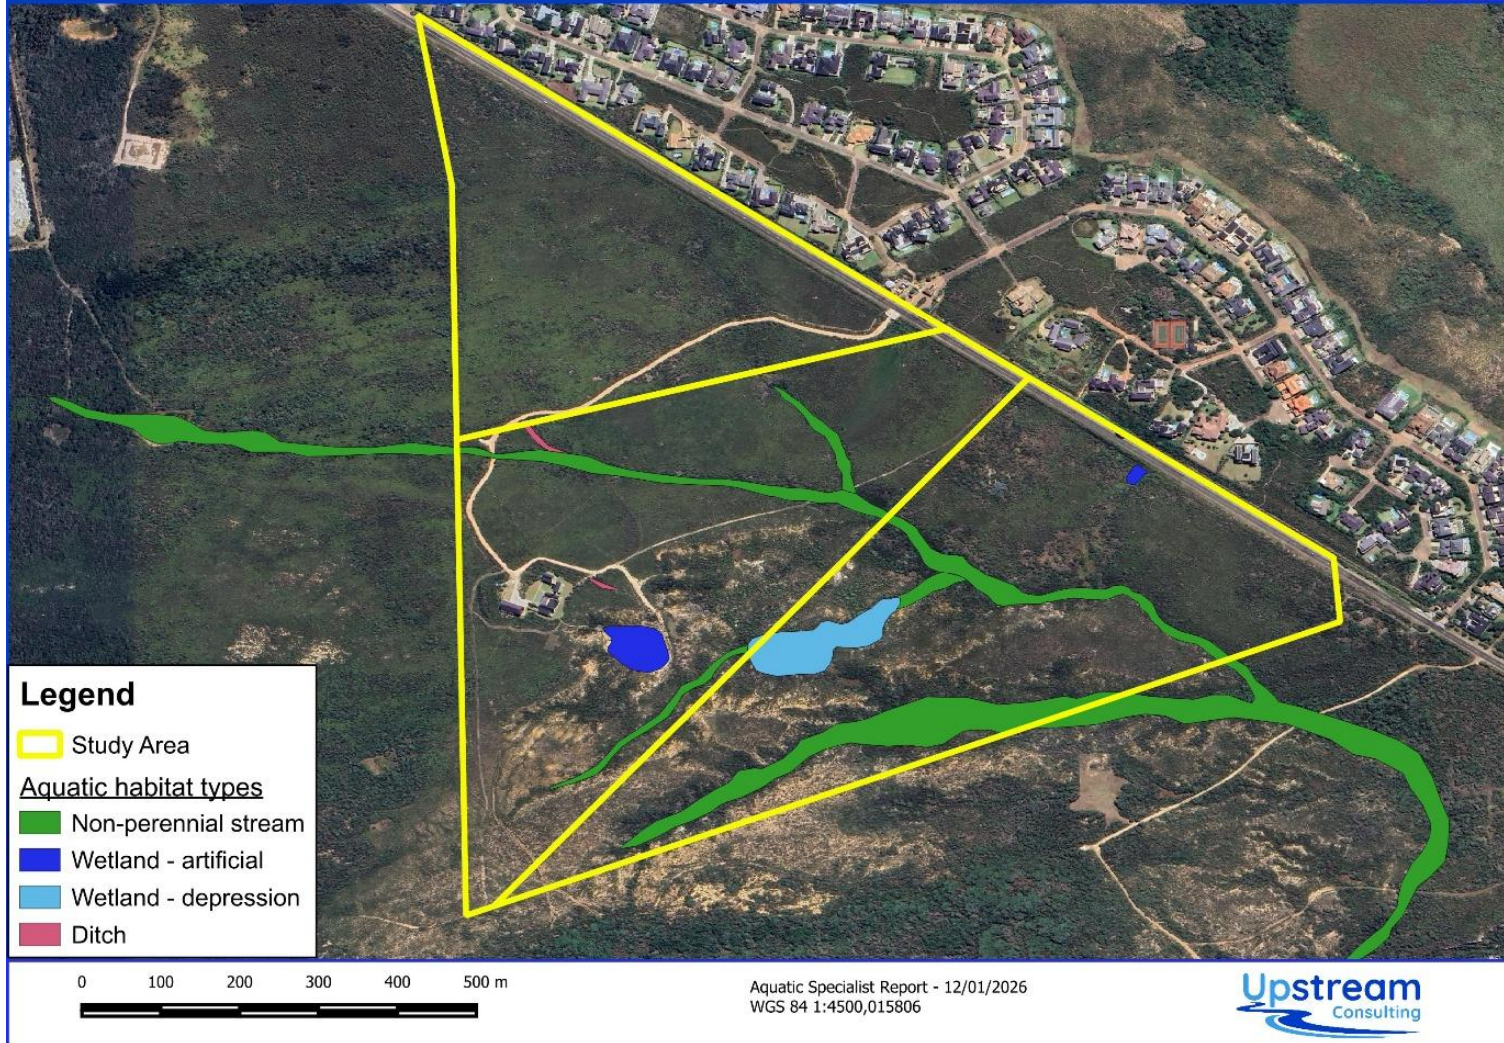 Legend
Study Area
Aquatic habitat types
Non-perennial stream
Wetland - artificial
Wetland - depression
Ditch
0 100 200 300 400 500 m
Aquatic Specialist Report - 12/01/2026
WGS 84 1:4500,015806
Upstream
Consulting